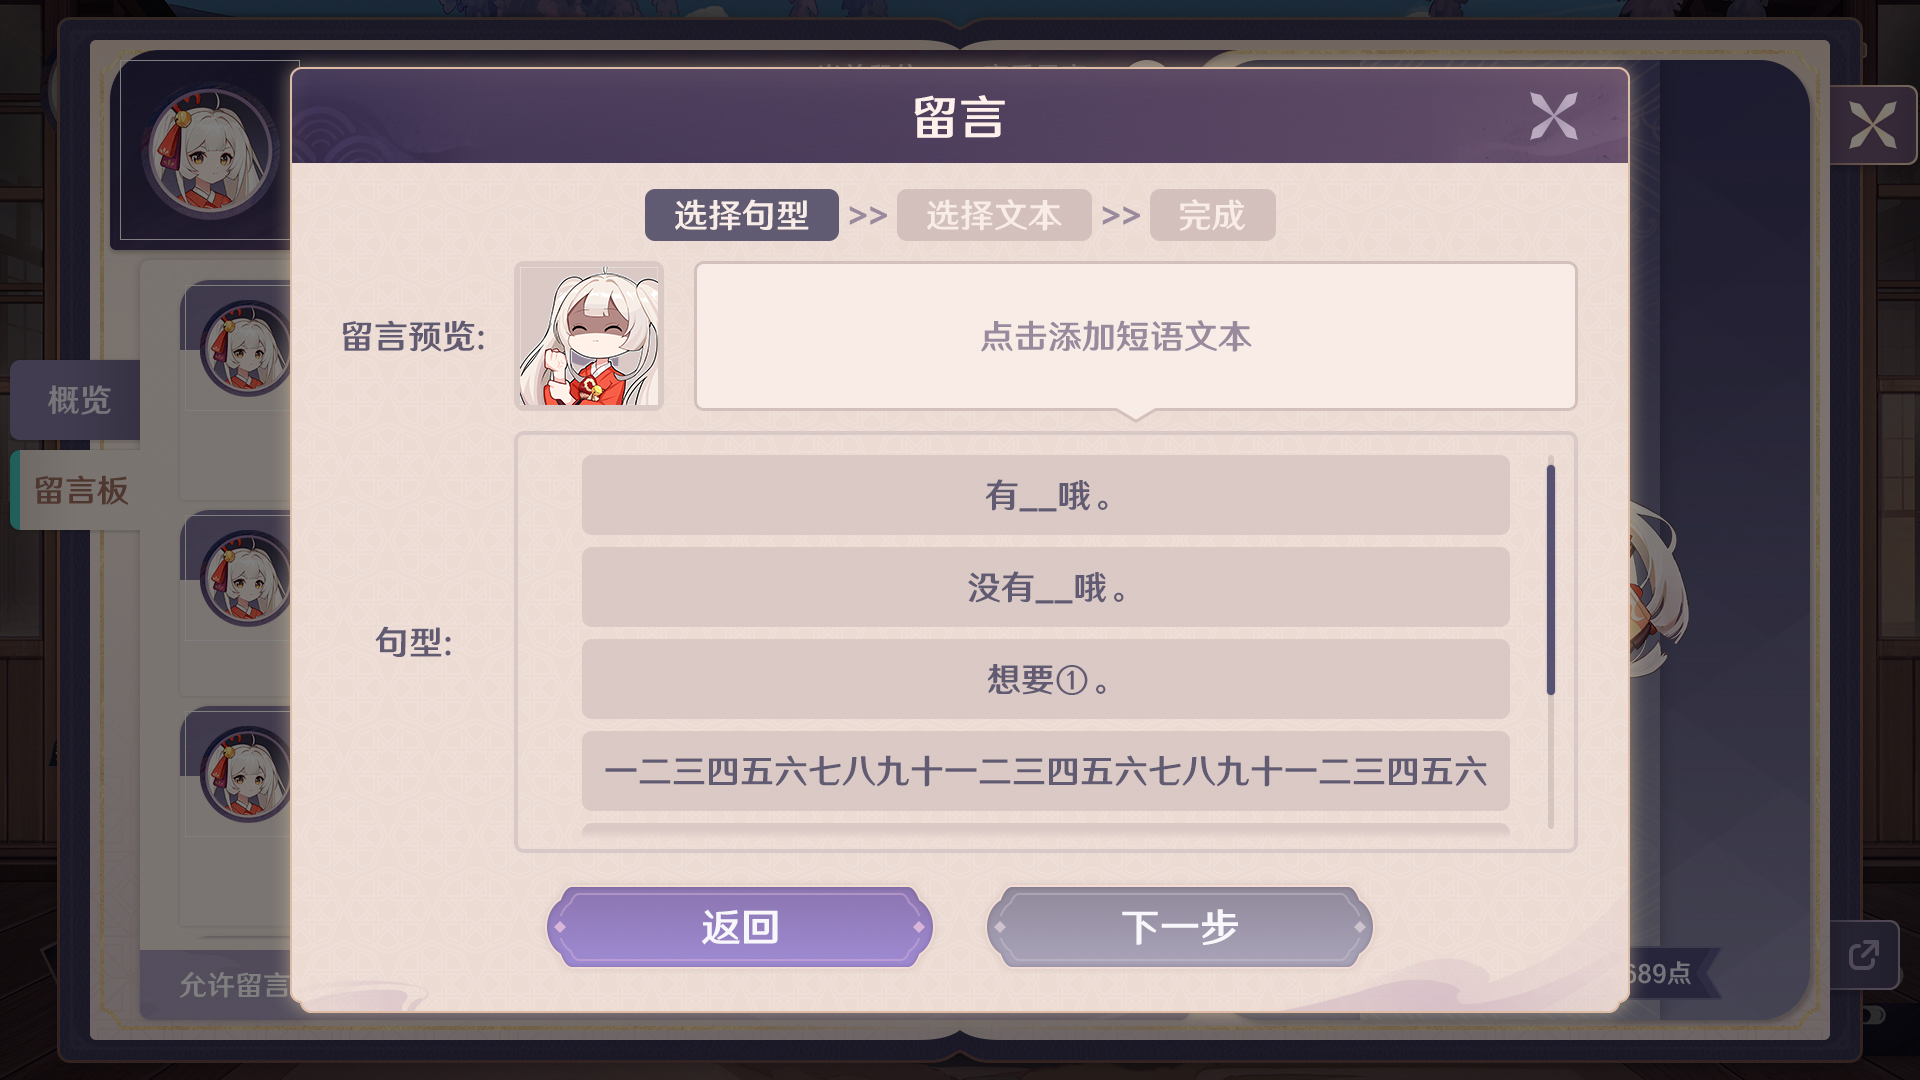 留言
选择句型 >> 选择文本 >> 完成
留言预览:
点击添加短语文本
概览
留言板
有__哦。
没有__哦。
想要①。
句型:
一二三四五六七八九十一二三四五六七八九十一二三四五六
返回
下一步
允许留言
689点